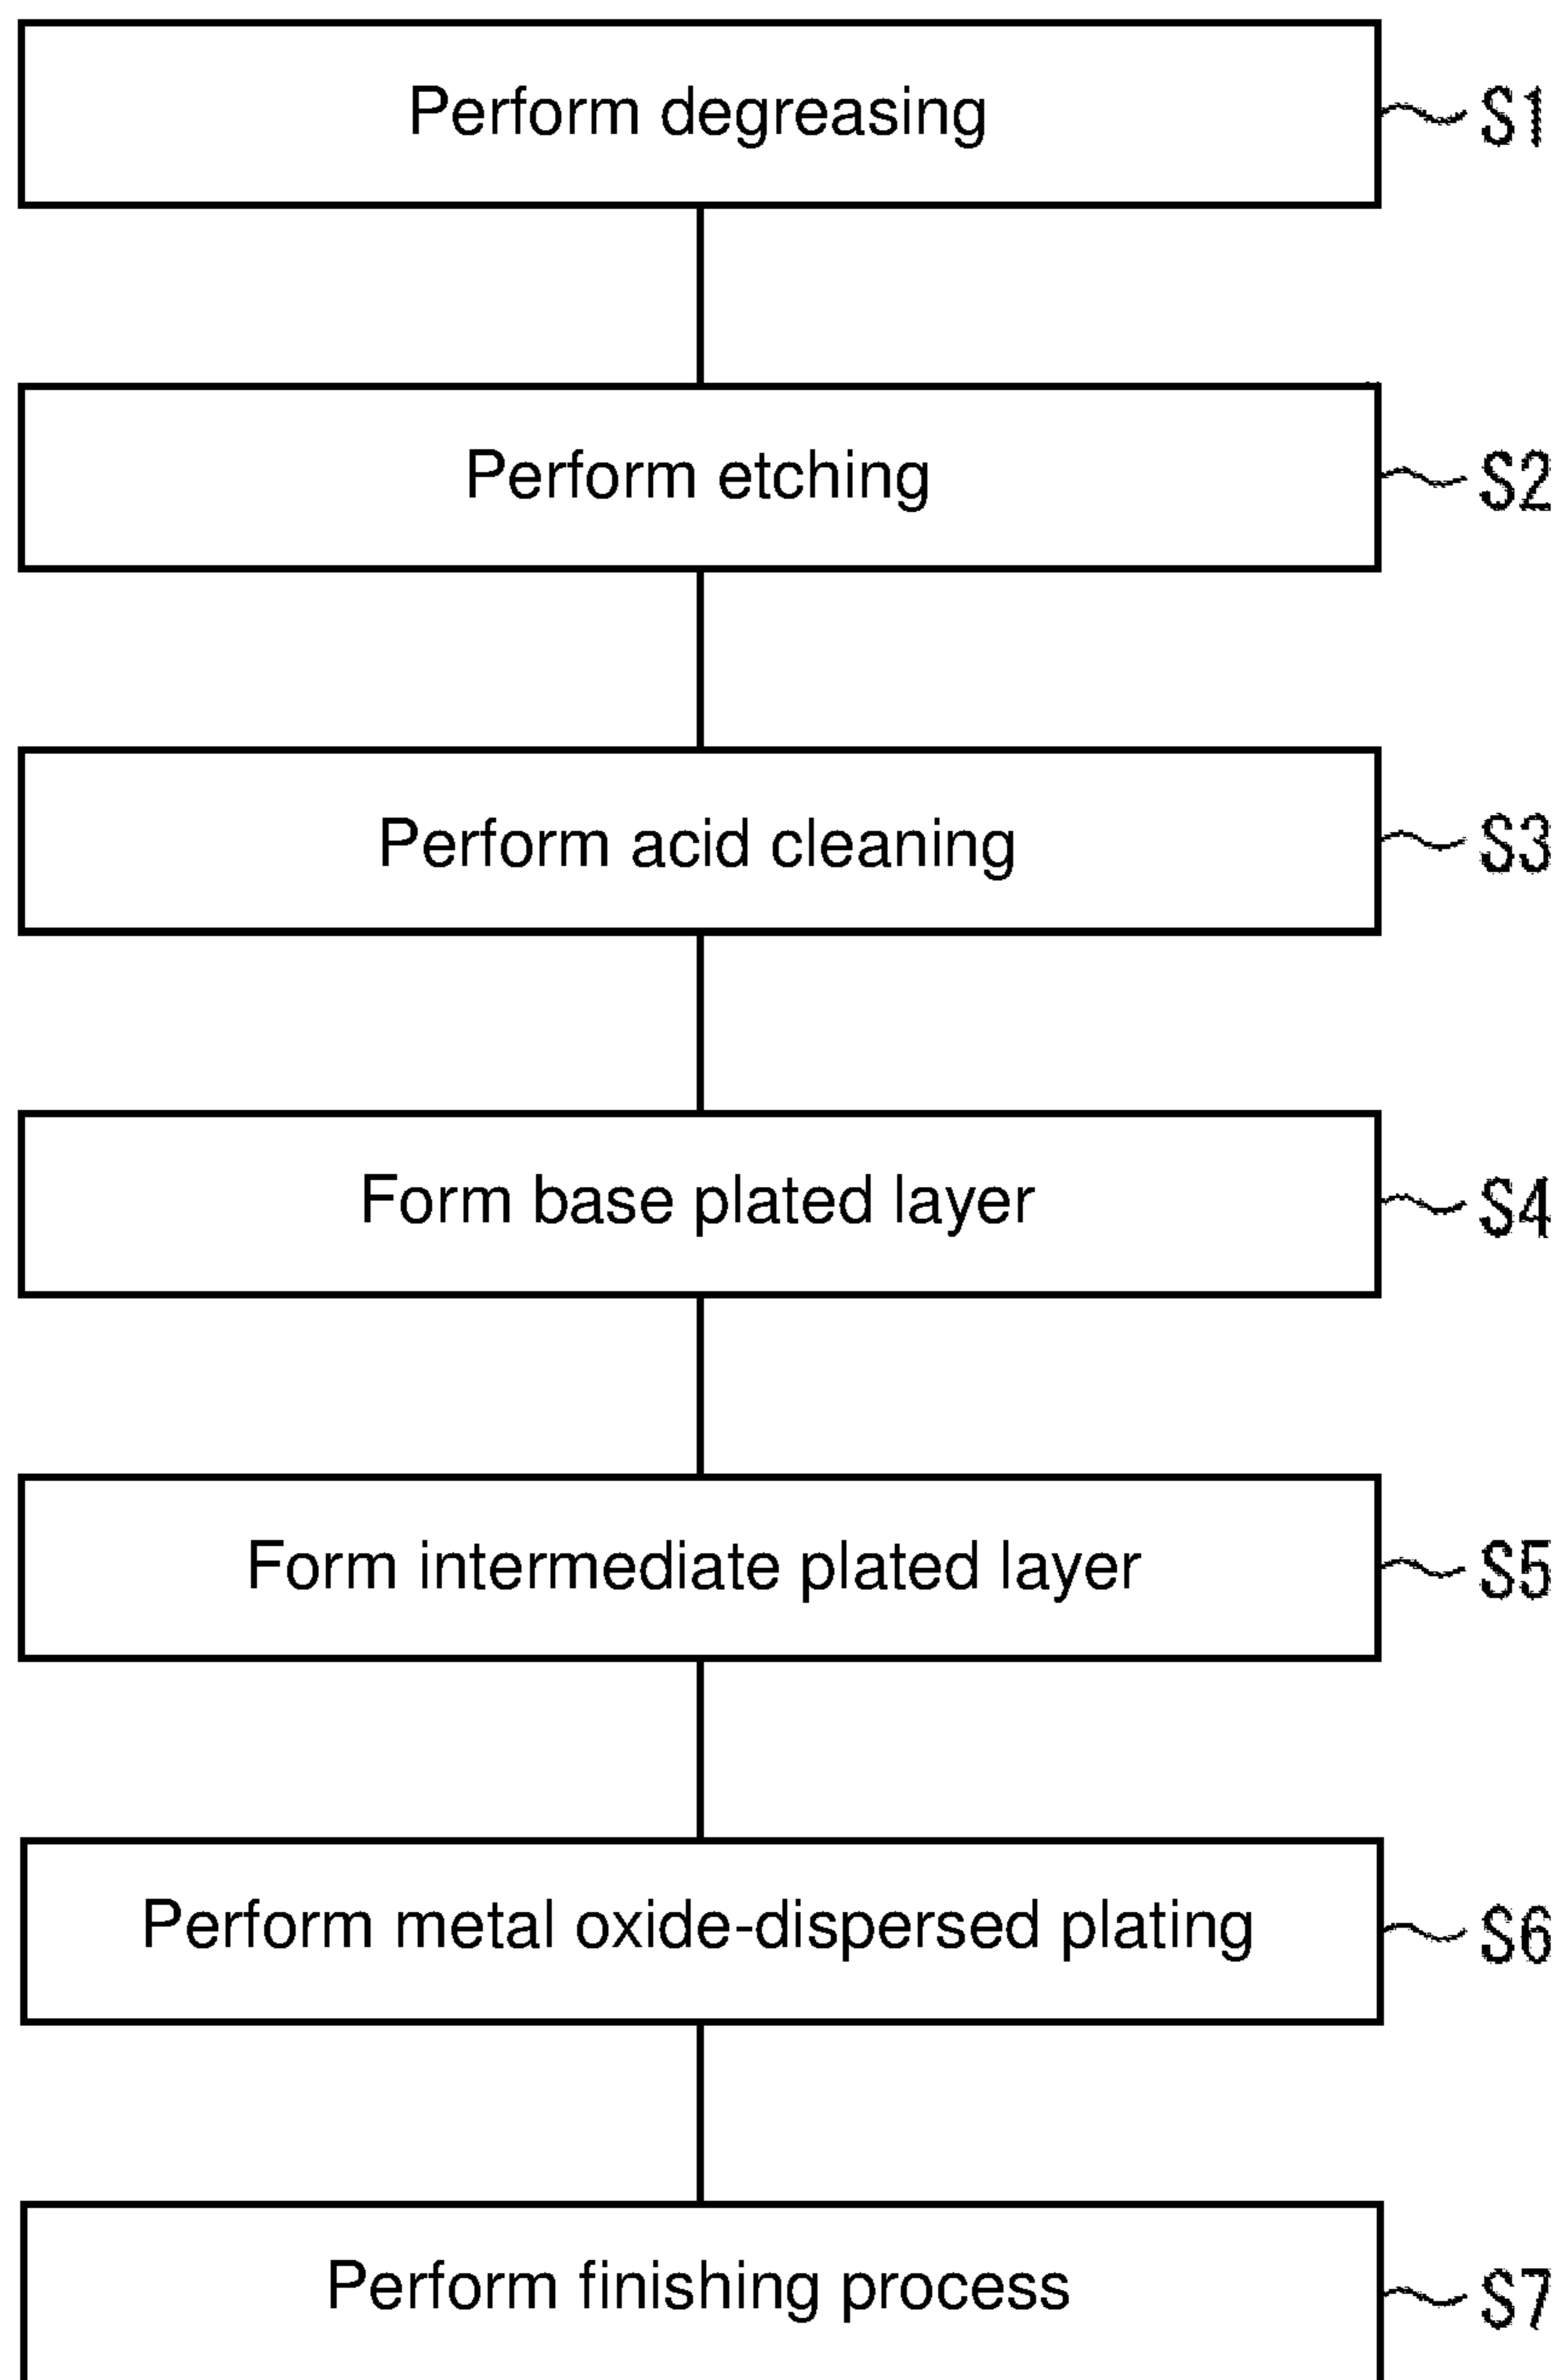 Perform degreasing S1
Perform etching S2
Perform acid cleaning S3
Form base plated layer S4
Form intermediate plated layer S5
Perform metal oxide-dispersed plating S6
Perform finishing process S7